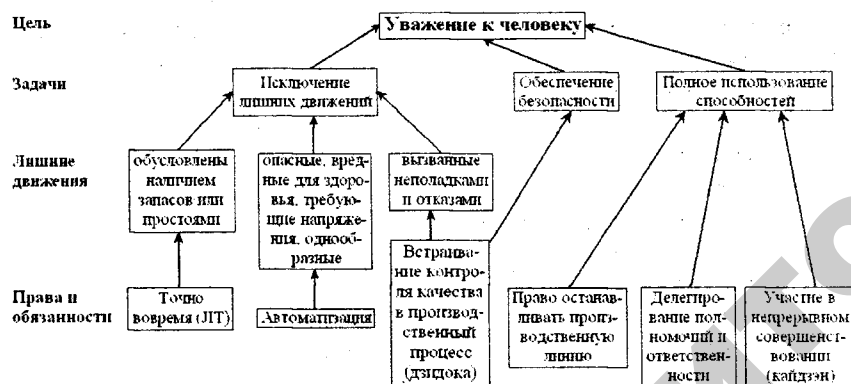 Цель
Уважение к человеку
Задачи
Исключение
лишних движений
Обеспечение
безопасности
Полное использование
способностей
Лишние
движения
обусловлены
наличием
запасов или
простоями
опасные, вред-
ные для здоро-
вья, требую-
щие напряже-
ния, однооб-
разные
вызванные
неполадками
и отказами
Права и
обязанности
Точно
вовремя (JIT)
Автоматизация
Встраива-
ние контро-
ля качества
в производ-
ственный
процесс
(дзидока)
Право останав-
ливать произ-
водственную
линию
Делегиро-
вание пол-
номочий и
ответствен-
ности
Участие в
непрерывном
совершенст-
вовании
(кайдзэн)